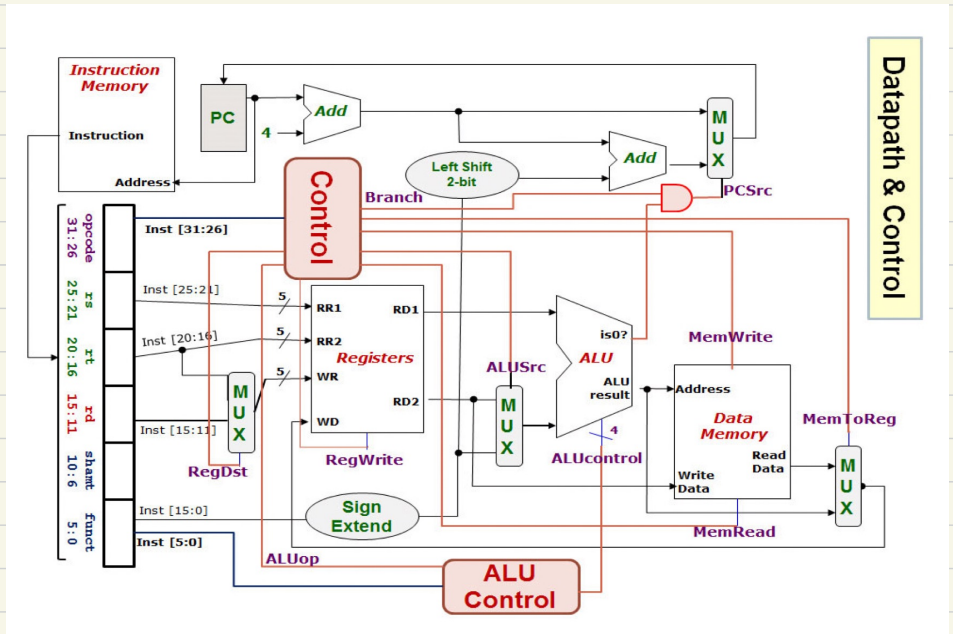 Datapath & Control
Instruction
Memory
Instruction
Address
PC
4
Add
Left Shift
2-bit
Add
M
U
X
PCSrc
Control
Branch
opcode
31:26
rs
25:21
rt
20:16
rd
15:11
shamt
10:6
funct
5:0
Inst [31:26]
Inst [25:21]
Inst [20:16]
Inst [15:11]
Inst [15:0]
Inst [5:0]
5
5
5
M
U
X
RegDst
RR1
RR2
WR
WD
Registers
RD1
RD2
RegWrite
Sign
Extend
ALUop
ALUSrc
M
U
X
is0?
ALU
ALU
result
4
ALUcontrol
ALU
Control
MemWrite
Address
Data
Memory
Read
Data
Write
Data
MemRead
MemToReg
M
U
X